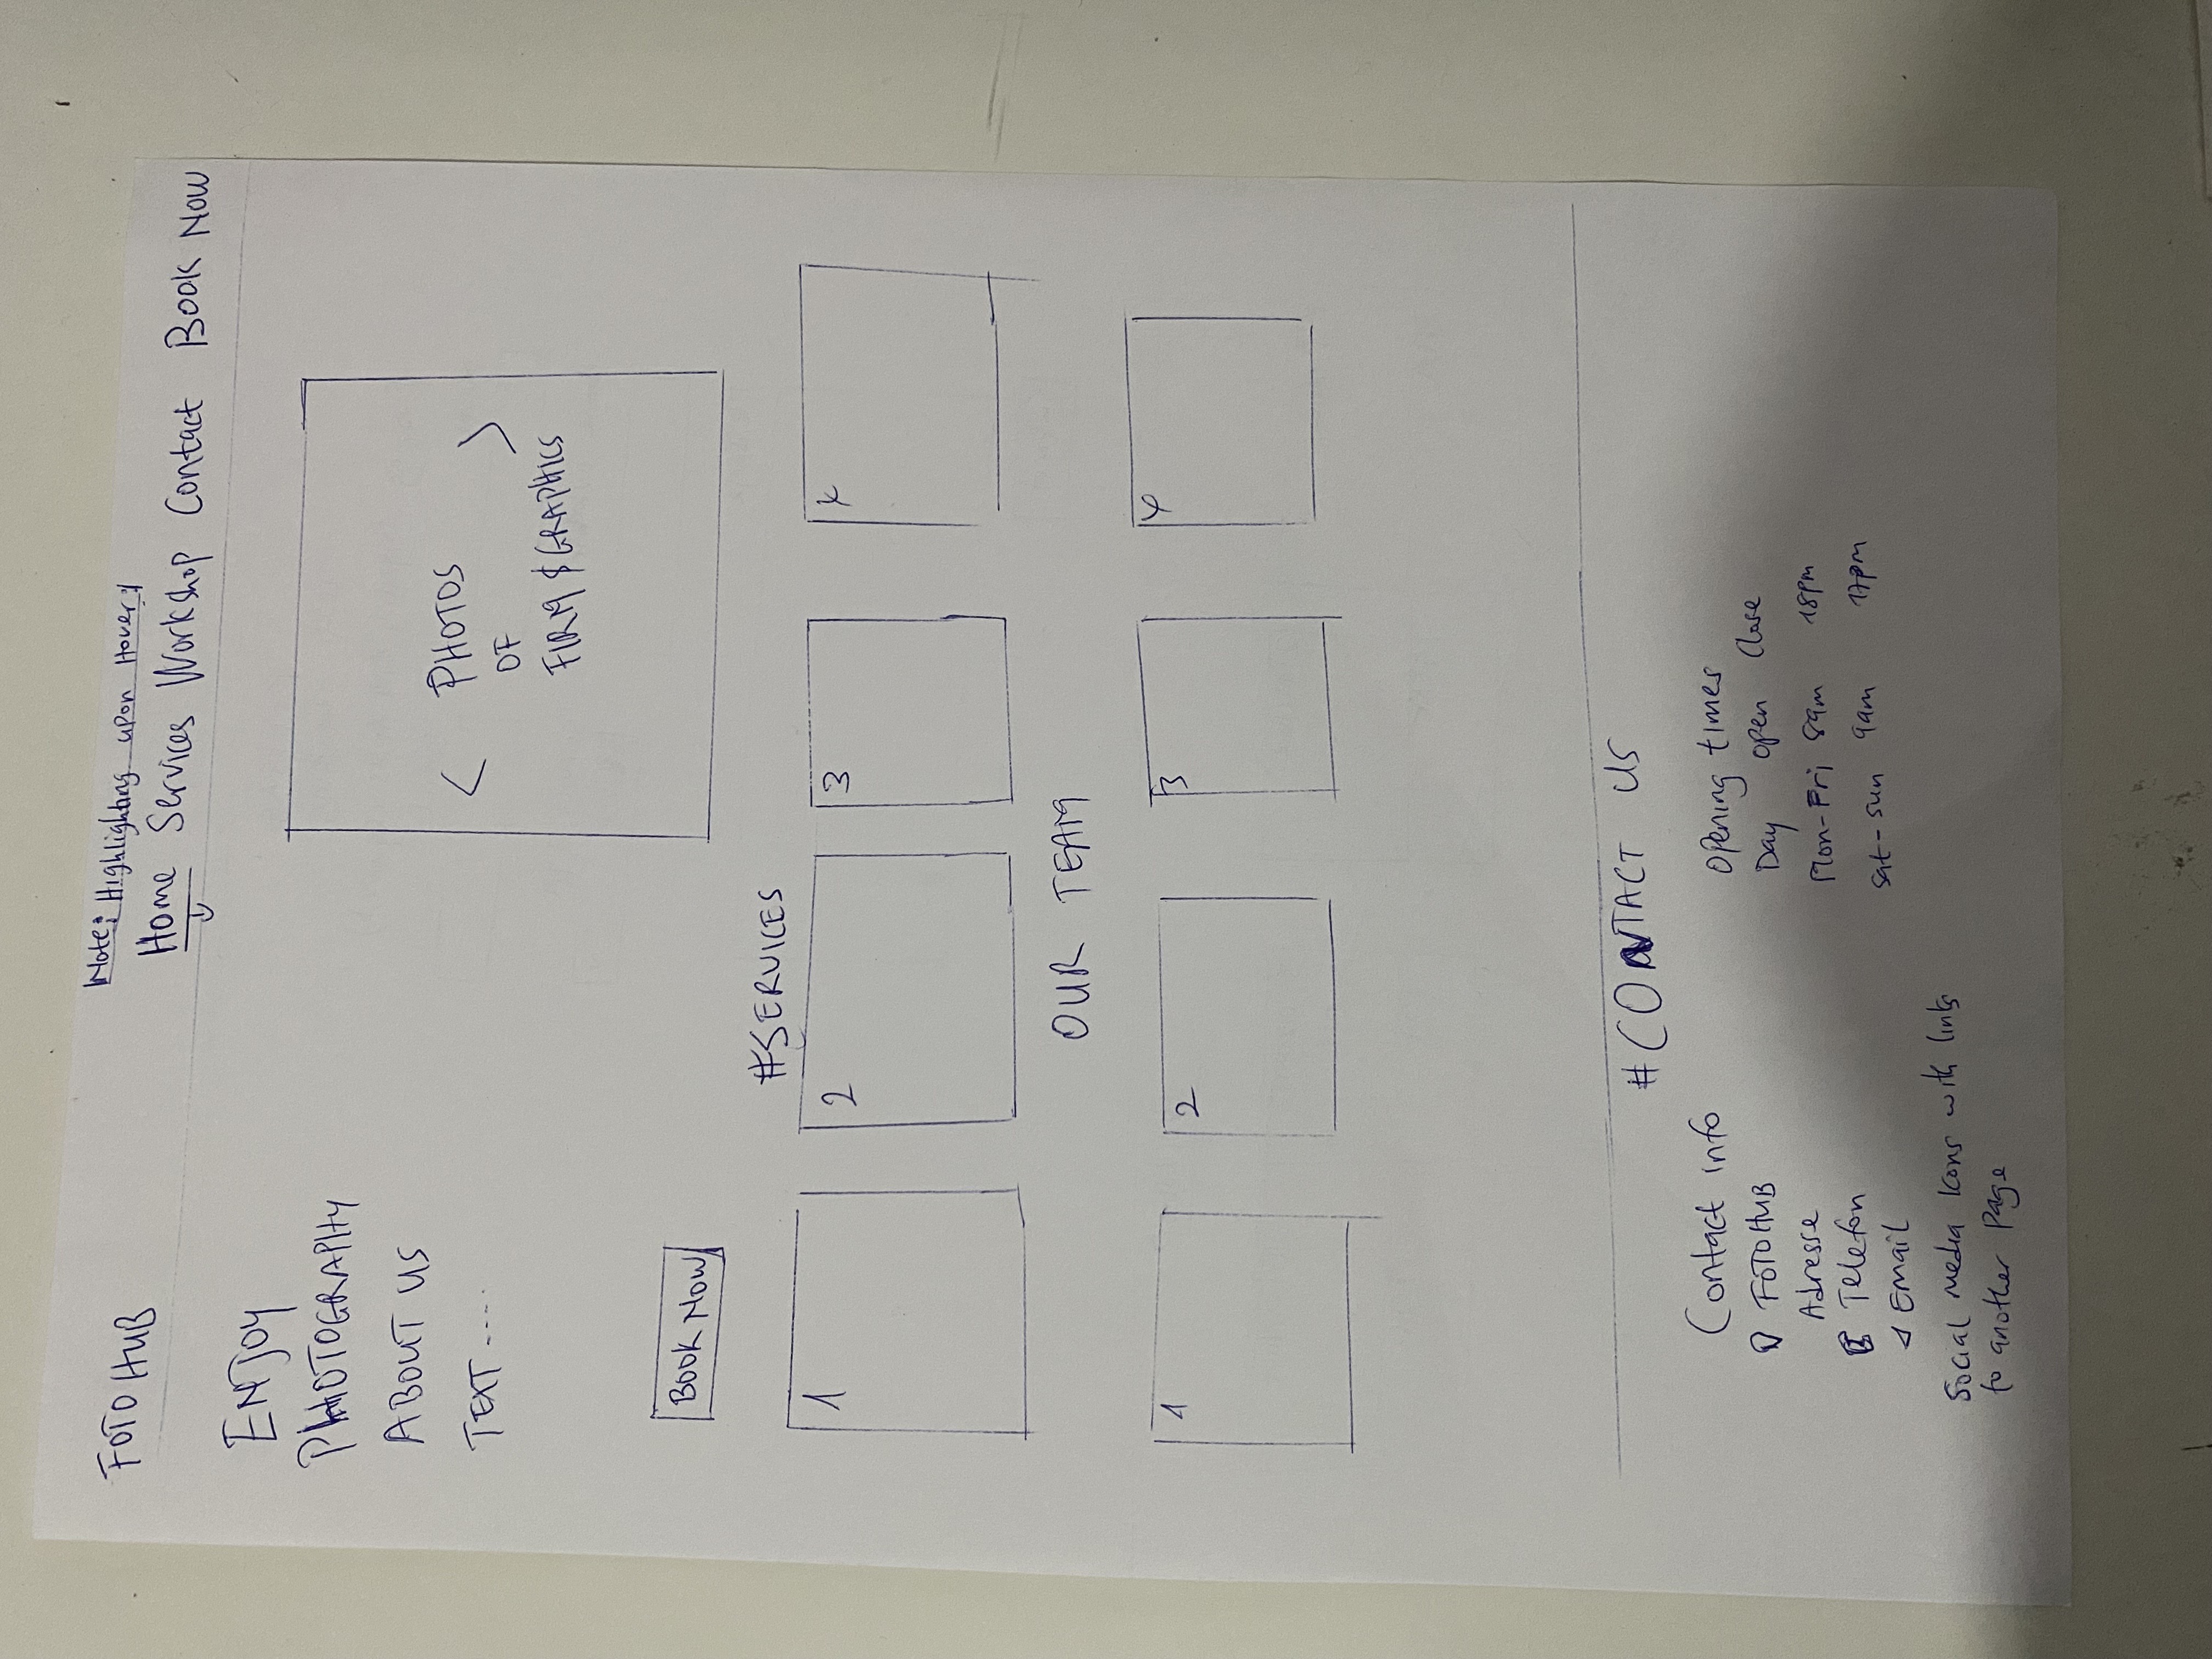 FOTO HUB
Note: Highlighting upon Hover:
Home Services Workshop Contact Book Now
ENJOY
PHOTOGRAPHY
ABOUT US
TEXT .....
< PHOTOS >
OF
FIRM & GRAPHICS
BOOK NOW
#SERVICES
1 2 3 4
OUR TEAM
1 2 3 4
#CONTACT US
Contact info
FOTOHUB
Adresse
Telefon
Email
Social media Icons with links
to another Page
Opening times
Day open Close
Mon-Fri 8am 18pm
Sat-sun 9am 17pm